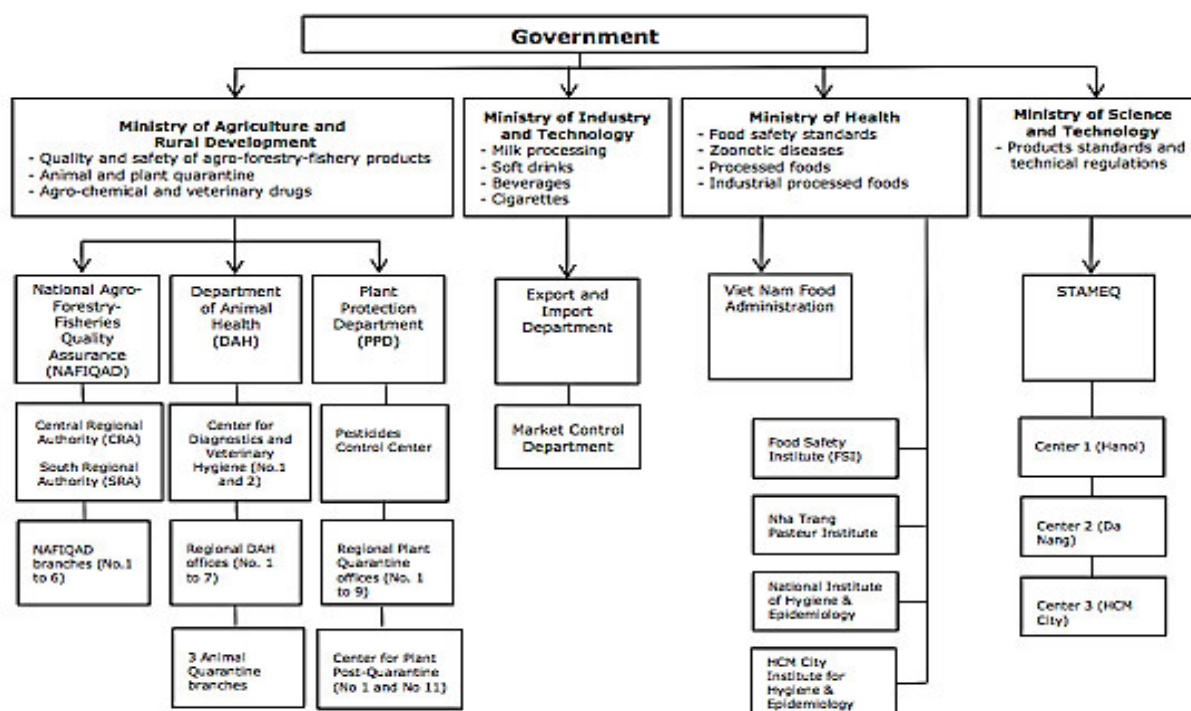 Government
Ministry of Agriculture and
Rural Development
- Quality and safety of agro-forestry-fishery products
- Animal and plant quarantine
- Agro-chemical and veterinary drugs
Ministry of Industry
and Technology
- Milk processing
- Soft drinks
- Beverages
- Cigarettes
Ministry of Health
- Food safety standards
- Zoonotic diseases
- Processed foods
- Industrial processed foods
Ministry of Science
and Technology
- Products standards and
technical regulations
National Agro-
Forestry-
Fisheries
Quality
Assurance
(NAFIQAD)
Department
of Animal
Health
(DAH)
Plant
Protection
Department
(PPD)
Export and
Import
Department
Viet Nam Food
Administration
STAMEQ
Central Regional
Authority (CRA)
South Regional
Authority (SRA)
Center for
Diagnostics and
Veterinary
Hygiene (No.1
and 2)
Pesticides
Control Center
Market Control
Department
Food Safety
Institute (FSI)
Center 1 (Hanoi)
NAFIQAD
branches (No.1
to 6)
Regional DAH
offices (No. 1
to 7)
Regional Plant
Quarantine
offices (No. 1
to 9)
Nha Trang
Pasteur Institute
Center 2 (Da
Nang)
National Institute
of Hygiene &
Epidemiology
Center 3 (HCM
City)
3 Animal
Quarantine
branches
Center for Plant
Post-Quarantine
(No 1 and No 11)
HCM City
Institute for
Hygiene &
Epidemiology